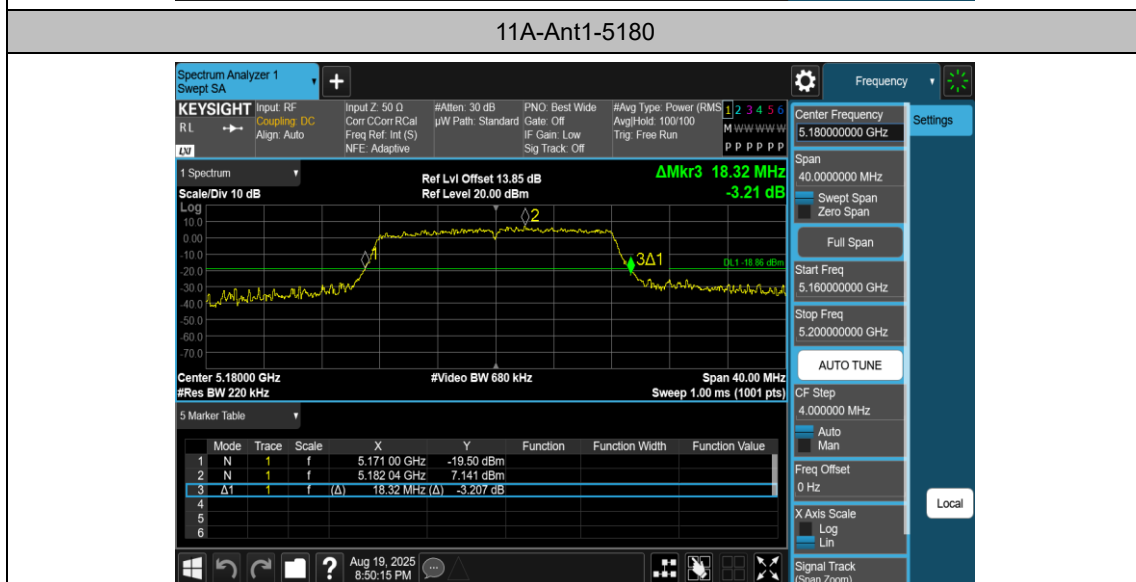 11A-Ant1-5180
Spectrum Analyzer 1
Swept SA
Frequency
KEYSIGHT
RL
LXI
Input: RF
Coupling: DC
Align: Auto
Input Z: 50 Ω
Corr CCorr RCal
Freq Ref: Int (S)
NFE: Adaptive
#Atten: 30 dB
µW Path: Standard
PNO: Best Wide
Gate: Off
IF Gain: Low
Sig Track: Off
#Avg Type: Power (RMS
Avg|Hold: 100/100
Trig: Free Run
1 2 3 4 5 6
M W W W W W
P P P P P P
1 Spectrum
Scale/Div 10 dB
Ref Lvl Offset 13.85 dB
Ref Level 20.00 dBm
ΔMkr3 18.32 MHz
-3.21 dB
Log
10.0
0.00
-10.0
-20.0
-30.0
-40.0
-50.0
-60.0
-70.0
1
2
3Δ1
DL1 -18.86 dBm
Center 5.18000 GHz
#Res BW 220 kHz
#Video BW 680 kHz
Span 40.00 MHz
Sweep 1.00 ms (1001 pts)
5 Marker Table
Mode Trace Scale X Y Function Function Width Function Value
1 N 1 f 5.171 00 GHz -19.50 dBm
2 N 1 f 5.182 04 GHz 7.141 dBm
3 Δ1 1 f (Δ) 18.32 MHz (Δ) -3.207 dB
4
5
6
Aug 19, 2025
8:50:15 PM
Center Frequency
5.180000000 GHz
Settings
Span
40.0000000 MHz
Swept Span
Zero Span
Full Span
Start Freq
5.160000000 GHz
Stop Freq
5.200000000 GHz
AUTO TUNE
CF Step
4.000000 MHz
Auto
Man
Freq Offset
0 Hz
X Axis Scale
Log
Lin
Signal Track
(Span Zoom)
Local